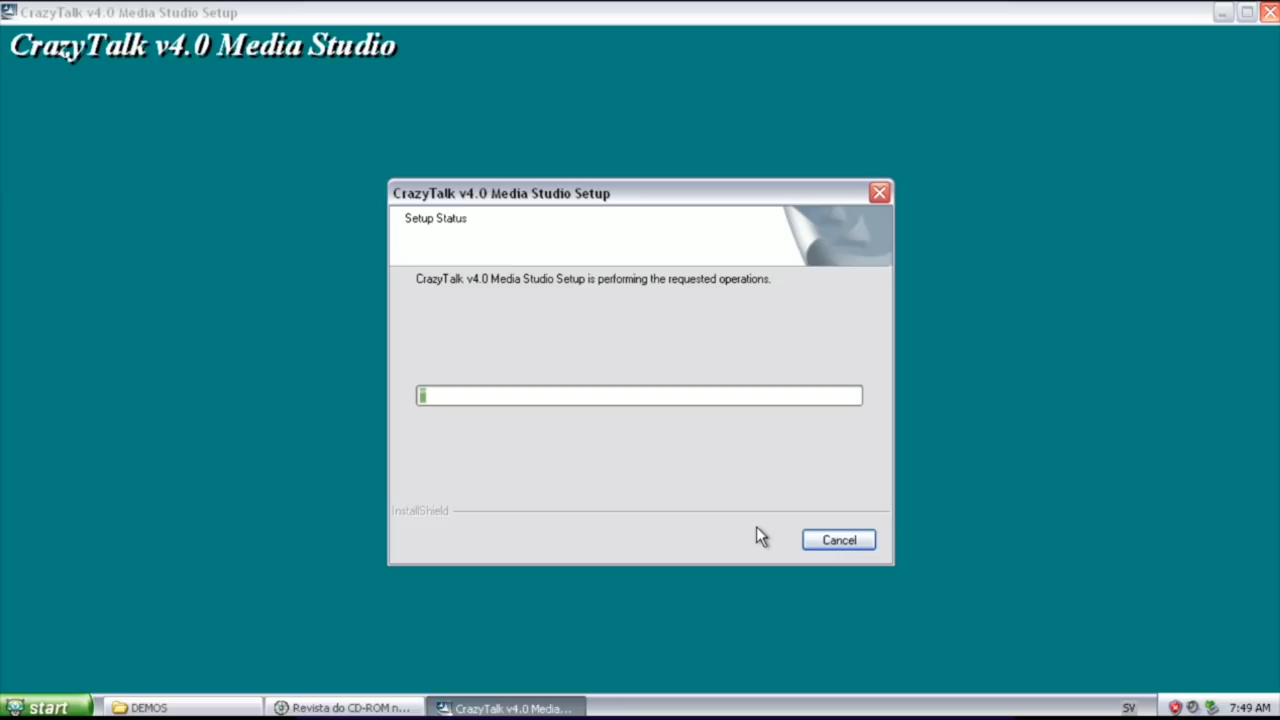 CrazyTalk v4.0 Media Studio Setup
CrazyTalk v4.0 Media Studio
CrazyTalk v4.0 Media Studio Setup
Setup Status
CrazyTalk v4.0 Media Studio Setup is performing the requested operations.
InstallShield
Cancel
start
DEMOS
Revista do CD-ROM n...
CrazyTalk v4.0 Media...
SV
7:49 AM